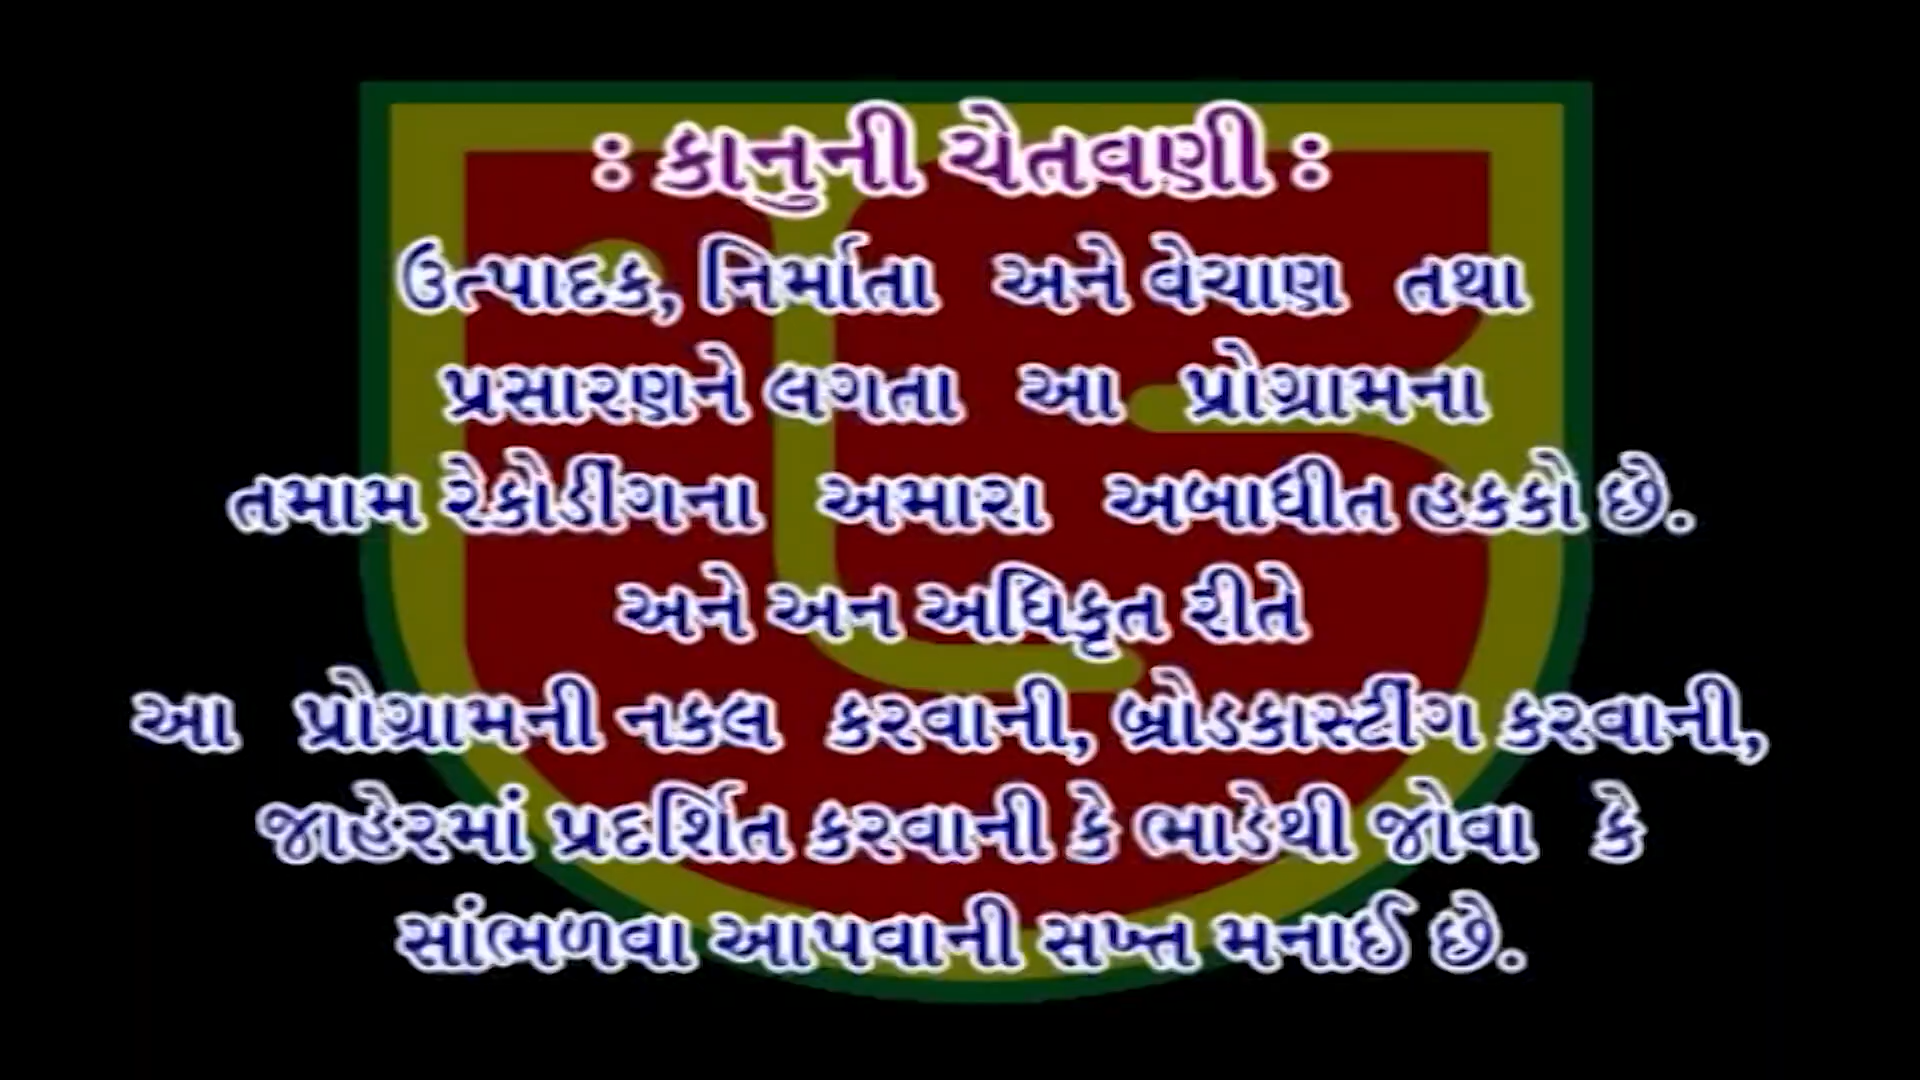 : કાનુની ચેતવણી :
ઉત્પાદક, નિર્માતા અને વેચાણ તથા
પ્રસારણને લગતા આ પ્રોગ્રામના
તમામ રેકોર્ડીંગના અમારા અબાધીત હકકો છે.
અને અન અધિકૃત રીતે
આ પ્રોગ્રામની નકલ કરવાની, બ્રોડકાસ્ટીંગ કરવાની,
જાહેરમાં પ્રદર્શિત કરવાની કે ભાડેથી જોવા કે
સાંભળવા આપવાની સખ્ત મનાઈ છે.